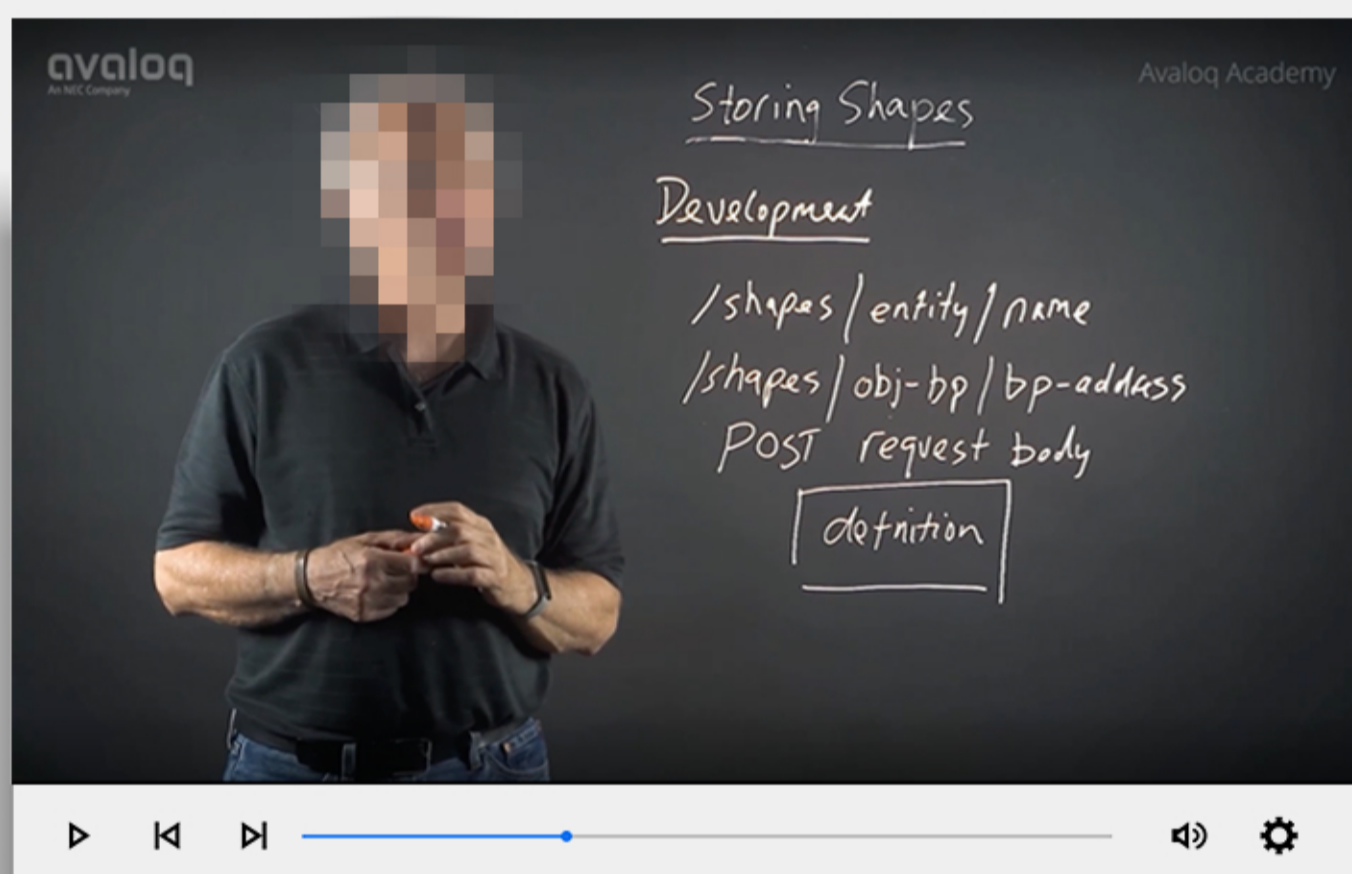 avaloq
An NEC Company
Avaloq Academy
Storing Shapes
Development
/shapes/entity/name
/shapes/obj-bp/bp-address
POST request body
definition